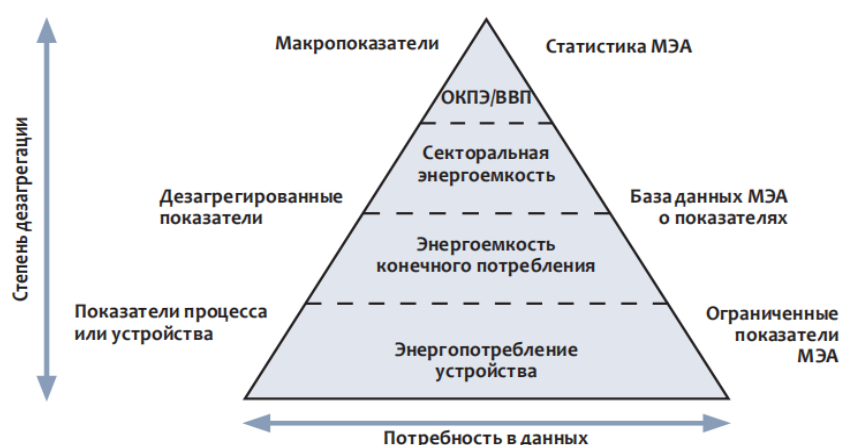 Макропоказатели
Статистика МЭА
ОКПЭ/ВВП
Секторальная
энергоемкость
Дезагрегированные
показатели
База данных МЭА
о показателях
Энергоемкость
конечного потребления
Показатели процесса
или устройства
Ограниченные
показатели
МЭА
Энергопотребление
устройства
Степень дезагрегации
Потребность в данных